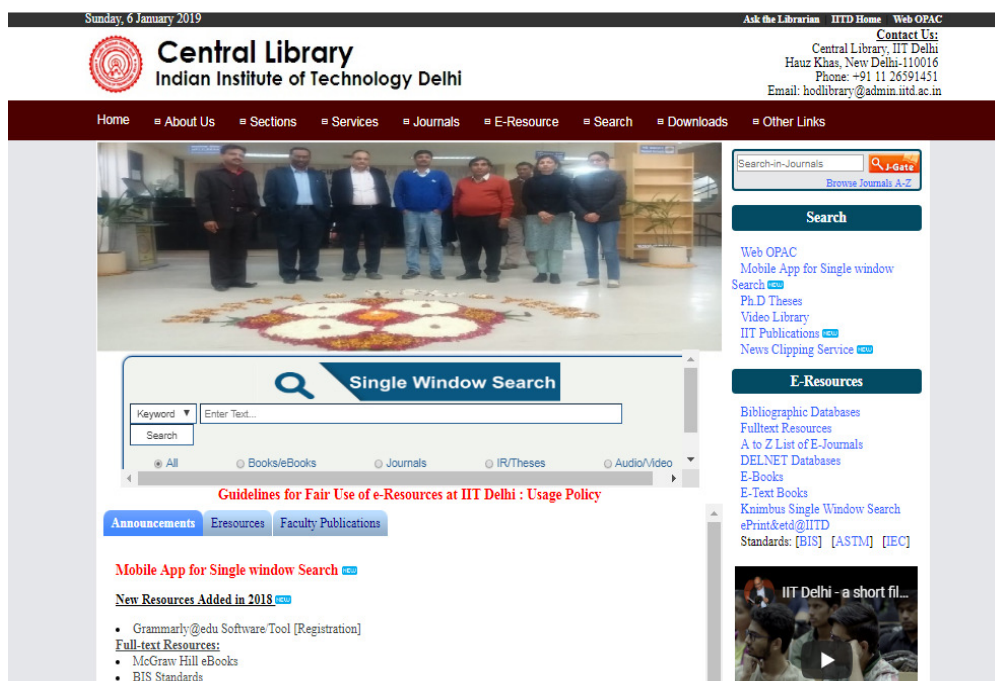 Sunday, 6 January 2019
Ask the Librarian IITD Home Web OPAC
Central Library
Indian Institute of Technology Delhi
Contact Us:
Central Library, IIT Delhi
Hauz Khas, New Delhi-110016
Phone: +91 11 26591451
Email: hodlibrary@admin.iitd.ac.in
Home About Us Sections Services Journals E-Resource Search Downloads Other Links
Single Window Search
Keyword Enter Text...
Search
All Books/eBooks Journals IR/Theses Audio/Video
Guidelines for Fair Use of e-Resources at IIT Delhi : Usage Policy
Announcements Eresources Faculty Publications
Mobile App for Single window Search NEW
New Resources Added in 2018 NEW
Grammarly@edu Software/Tool [Registration]
Full-text Resources:
McGraw Hill eBooks
BIS Standards
Search-in-Journals J-Gate
Browse Journals A-Z
Search
Web OPAC
Mobile App for Single window
Search NEW
Ph.D Theses
Video Library
IIT Publications NEW
News Clipping Service NEW
E-Resources
Bibliographic Databases
Fulltext Resources
A to Z List of E-Journals
DELNET Databases
E-Books
E-Text Books
Knimbus Single Window Search
ePrint&etd@IITD
Standards: [BIS] [ASTM] [IEC]
IIT Delhi - a short fil...